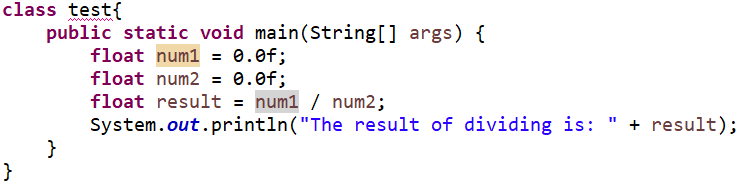 class test{
    public static void main(String[] args) {
        float num1 = 0.0f;
        float num2 = 0.0f;
        float result = num1 / num2;
        System.out.println("The result of dividing is: " + result);
    }
}